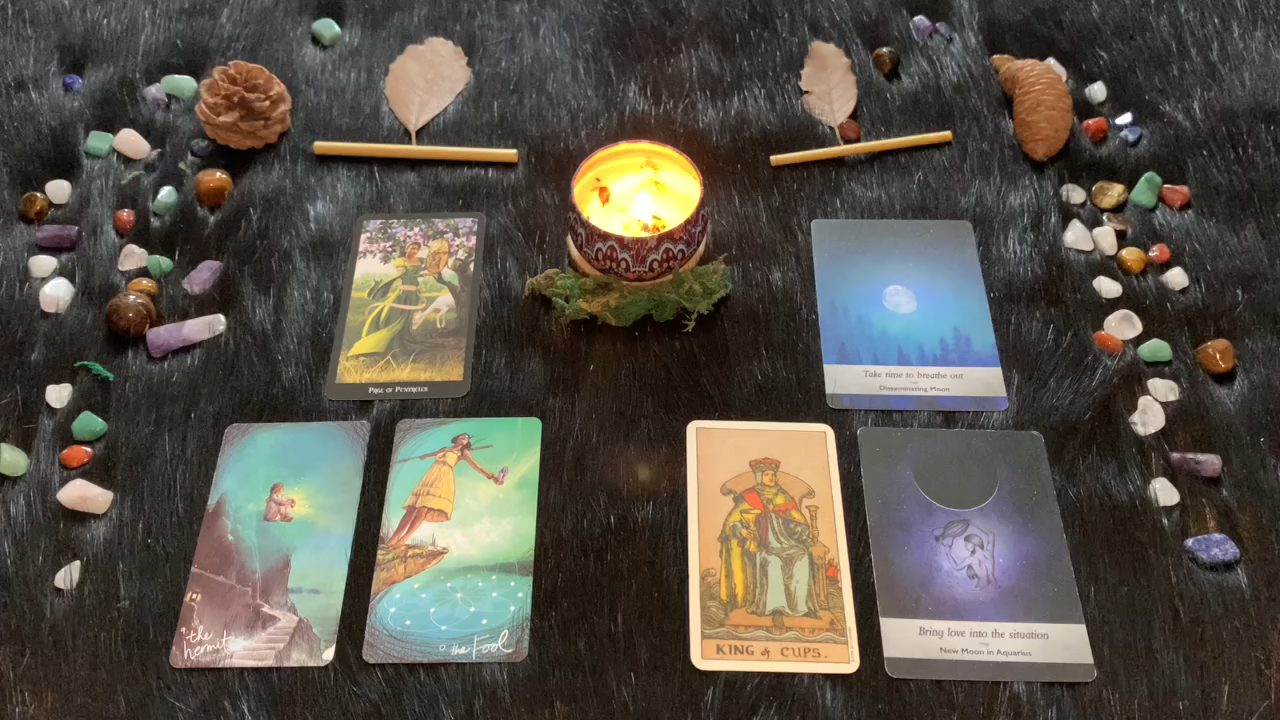 PAGE OF PENTACLES
Take time to breathe out
Disseminating Moon
the hermit
the fool
KING of CUPS.
Bring love into the situation
New Moon in Aquarius